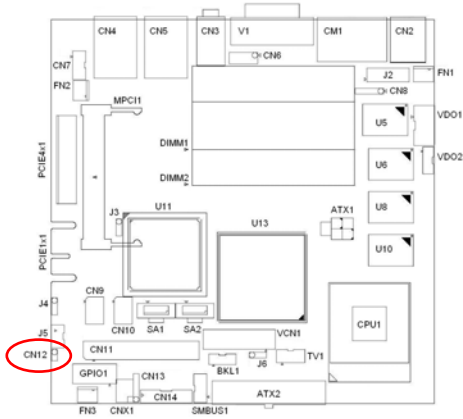 CN4
CN5
CN3
V1
CM1
CN2
CN6
CN7
J2
FN1
FN2
CN8
MPCI1
VDO1
U5
PCIE4x1
DIMM1
VDO2
U6
DIMM2
J3
U11
ATX1
U8
U13
U10
PCIE1x1
CN9
J4
CN10
SA1
SA2
CPU1
J5
VCN1
CN12
CN11
J6
TV1
BKL1
GPIO1
CN13
ATX2
CN14
FN3
CNX1
SMBUS1